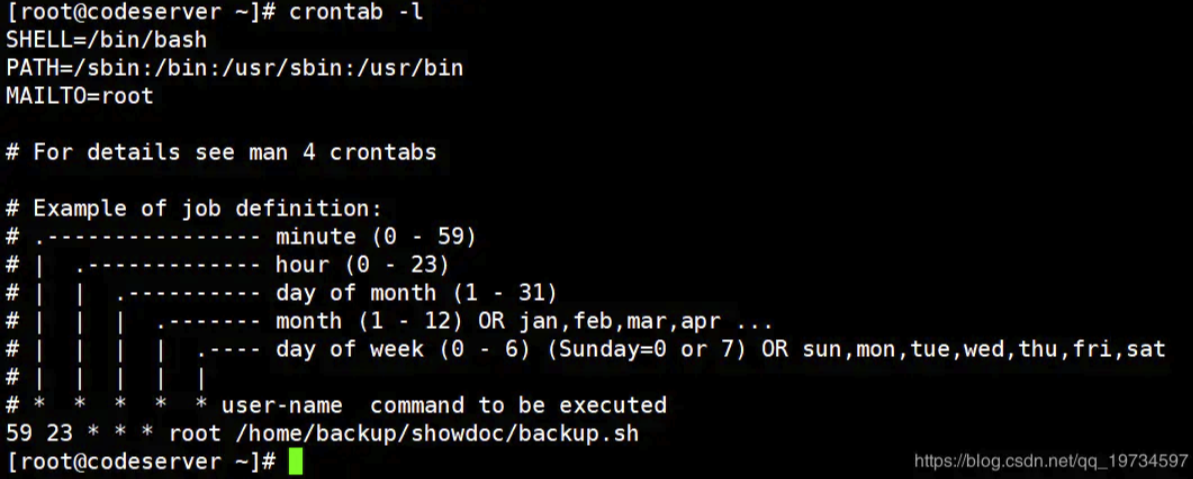 [root@codeserver ~]# crontab -l
SHELL=/bin/bash
PATH=/sbin:/bin:/usr/sbin:/usr/bin
MAILTO=root

# For details see man 4 crontabs

# Example of job definition:
# .---------------- minute (0 - 59)
# |  .------------- hour (0 - 23)
# |  |  .---------- day of month (1 - 31)
# |  |  |  .------- month (1 - 12) OR jan,feb,mar,apr ...
# |  |  |  |  .---- day of week (0 - 6) (Sunday=0 or 7) OR sun,mon,tue,wed,thu,fri,sat
# |  |  |  |  |
# *  *  *  *  * user-name  command to be executed
59 23 * * * root /home/backup/showdoc/backup.sh
[root@codeserver ~]#
https://blog.csdn.net/qq_19734597